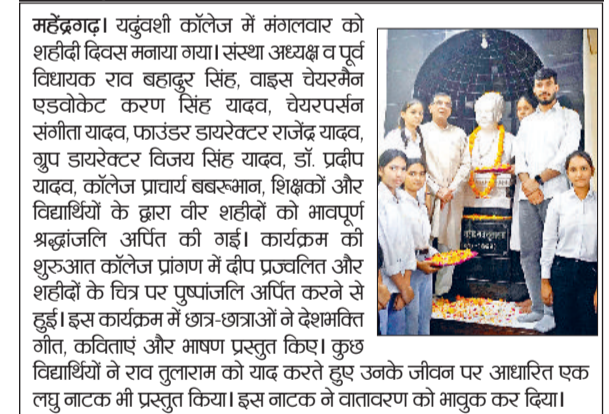 महेंद्रगढ़। यदुवंशी कॉलेज में मंगलवार को
शहीदी दिवस मनाया गया। संस्था अध्यक्ष व पूर्व
विधायक राव बहादुर सिंह, वाइस चेयरमैन
एडवोकेट करण सिंह यादव, चेयरपर्सन
संगीता यादव, फाउंडर डायरेक्टर राजेंद्र यादव,
ग्रुप डायरेक्टर विजय सिंह यादव, डॉ. प्रदीप
यादव, कॉलेज प्राचार्य बबरुभान, शिक्षकों और
विद्यार्थियों के द्वारा वीर शहीदों को भावपूर्ण
श्रद्धांजलि अर्पित की गई। कार्यक्रम की
शुरुआत कॉलेज प्रांगण में दीप प्रज्वलित और
शहीदों के चित्र पर पुष्पांजलि अर्पित करने से
हुई। इस कार्यक्रम में छात्र-छात्राओं ने देशभक्ति
गीत, कविताएं और भाषण प्रस्तुत किए। कुछ
विद्यार्थियों ने राव तुलाराम को याद करते हुए उनके जीवन पर आधारित एक
लघु नाटक भी प्रस्तुत किया। इस नाटक ने वातावरण को भावुक कर दिया।